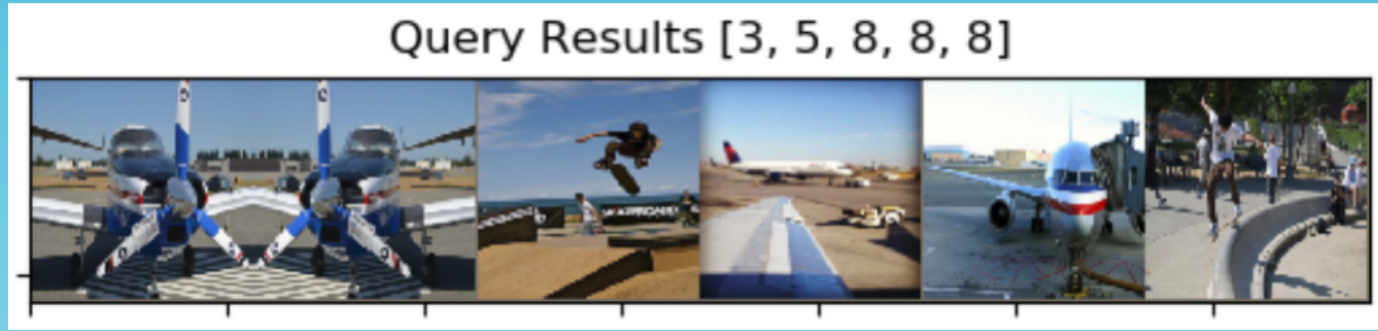 Query Results [3, 5, 8, 8, 8]